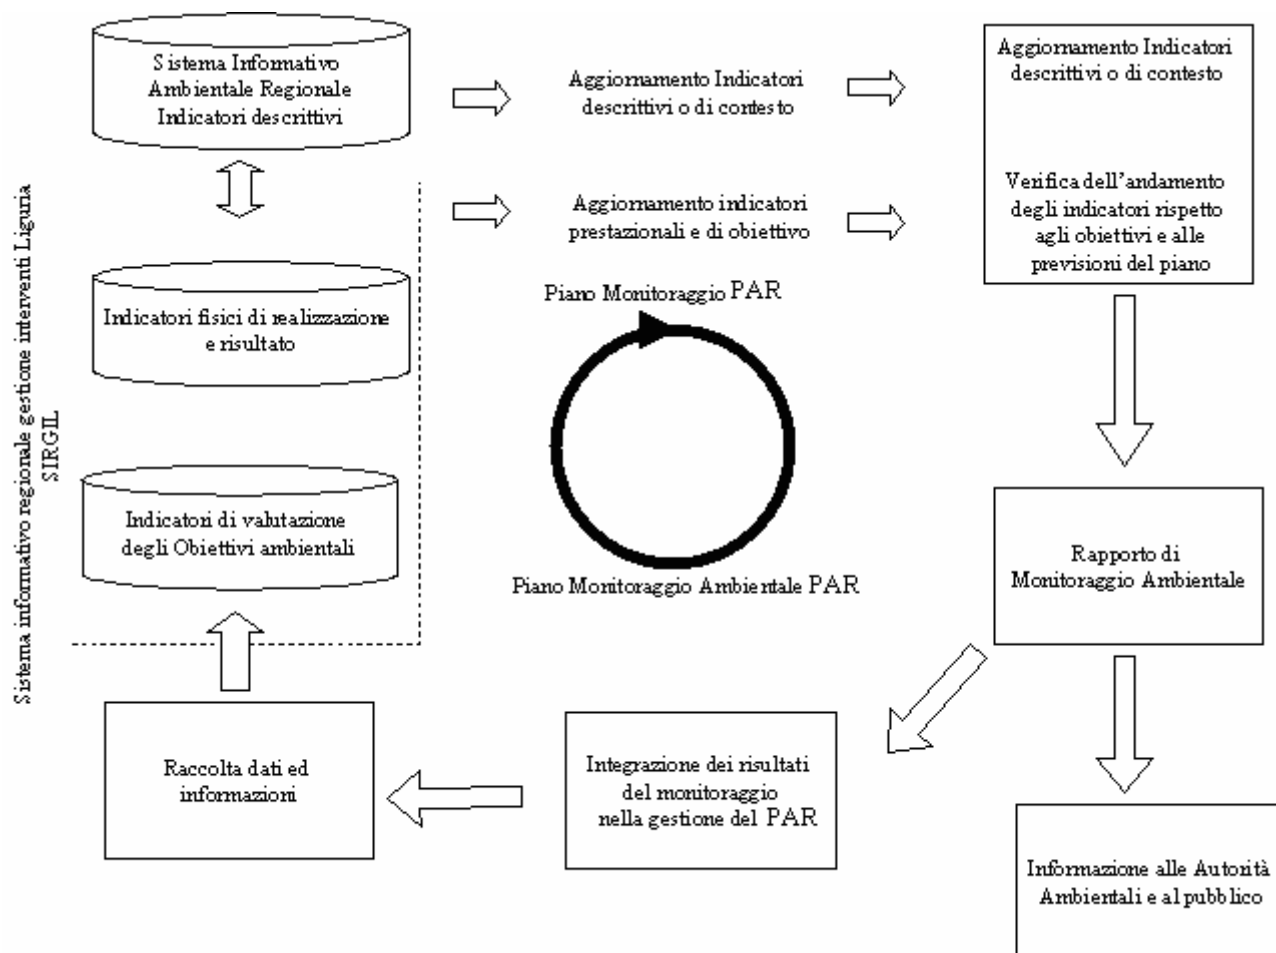 Sistema Informativo
Ambientale Regionale
Indicatori descrittivi
Aggiornamento Indicatori
descrittivi o di contesto
Aggiornamento Indicatori
descrittivi o di contesto
Verifica dell'andamento
degli indicatori rispetto
agli obiettivi e alle
previsioni del piano
Aggiornamento indicatori
prestazionali e di obiettivo
Sistema informativo regionale gestione interventi Liguria
SIRGIL
Indicatori fisici di realizzazione
e risultato
Piano Monitoraggio PAR
Indicatori di valutazione
degli Obiettivi ambientali
Piano Monitoraggio Ambientale PAR
Rapporto di
Monitoraggio Ambientale
Raccolta dati ed
informazioni
Integrazione dei risultati
del monitoraggio
nella gestione del PAR
Informazione alle Autorità
Ambientali e al pubblico